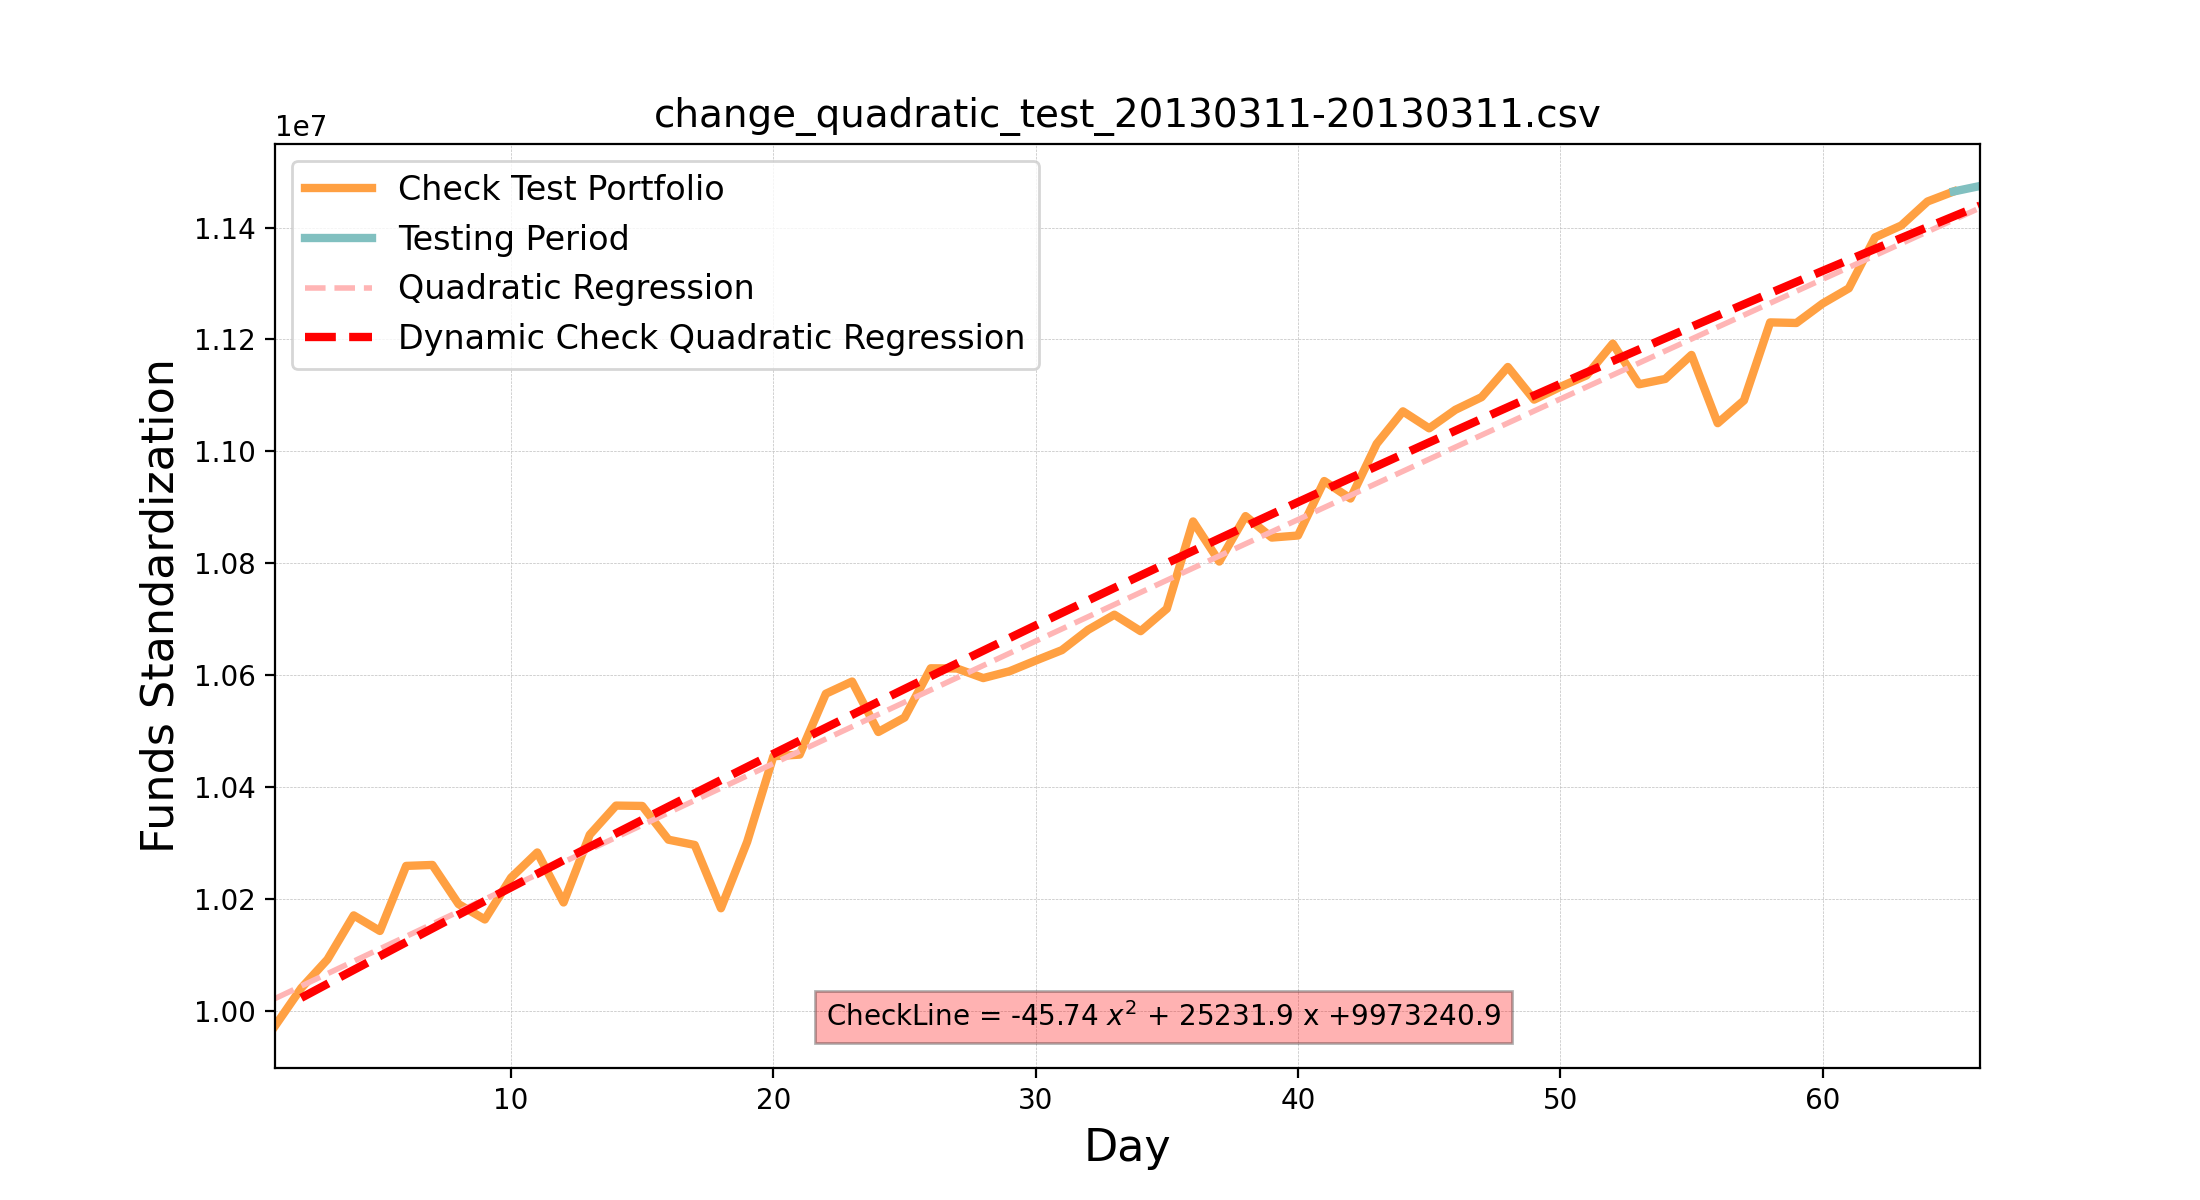 change_quadratic_test_20130311-20130311.csv
1e7
Check Test Portfolio
Testing Period
Quadratic Regression
Dynamic Check Quadratic Regression
1.14
1.12
1.10
1.08
1.06
1.04
1.02
1.00
Funds Standardization
CheckLine = -45.74 x² + 25231.9 x +9973240.9
10 20 30 40 50 60
Day